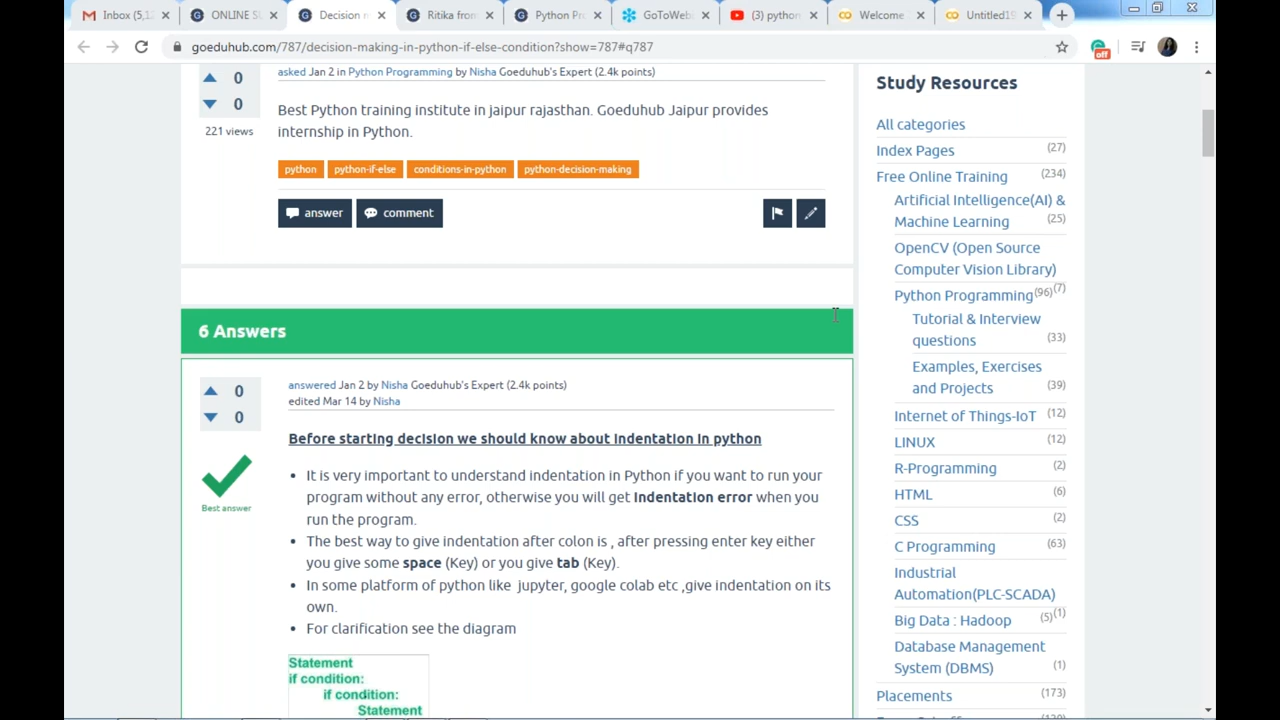 Inbox (5,1
ONLINE SU
Decision m
Ritika from
Python Pro
GoToWeb
(3) python
Welcome
Untitled19
goeduhub.com/787/decision-making-in-python-if-else-condition?show=787#q787
off
0
0
221 views
asked Jan 2 in Python Programming by Nisha Goeduhub's Expert (2.4k points)
Best Python training institute in jaipur rajasthan. Goeduhub Jaipur provides
internship in Python.
python
python-if-else
conditions-in-python
python-decision-making
answer
comment
6 Answers
0
0
Best answer
answered Jan 2 by Nisha Goeduhub's Expert (2.4k points)
edited Mar 14 by Nisha
Before starting decision we should know about indentation in python
• It is very important to understand indentation in Python if you want to run your
program without any error, otherwise you will get Indentation error when you
run the program.
• The best way to give indentation after colon is , after pressing enter key either
you give some space (Key) or you give tab (Key).
• In some platform of python like jupyter, google colab etc ,give indentation on its
own.
• For clarification see the diagram
Statement
if condition:
if condition:
Statement
Study Resources
All categories
Index Pages (27)
Free Online Training (234)
Artificial Intelligence(AI) &
Machine Learning (25)
OpenCV (Open Source
Computer Vision Library) (7)
Python Programming (96)
Tutorial & Interview
questions (33)
Examples, Exercises
and Projects (39)
Internet of Things-IoT (12)
LINUX (12)
R-Programming (2)
HTML (6)
CSS (2)
C Programming (63)
Industrial
Automation(PLC-SCADA) (1)
Big Data : Hadoop (5)
Database Management
System (DBMS) (1)
Placements (173)